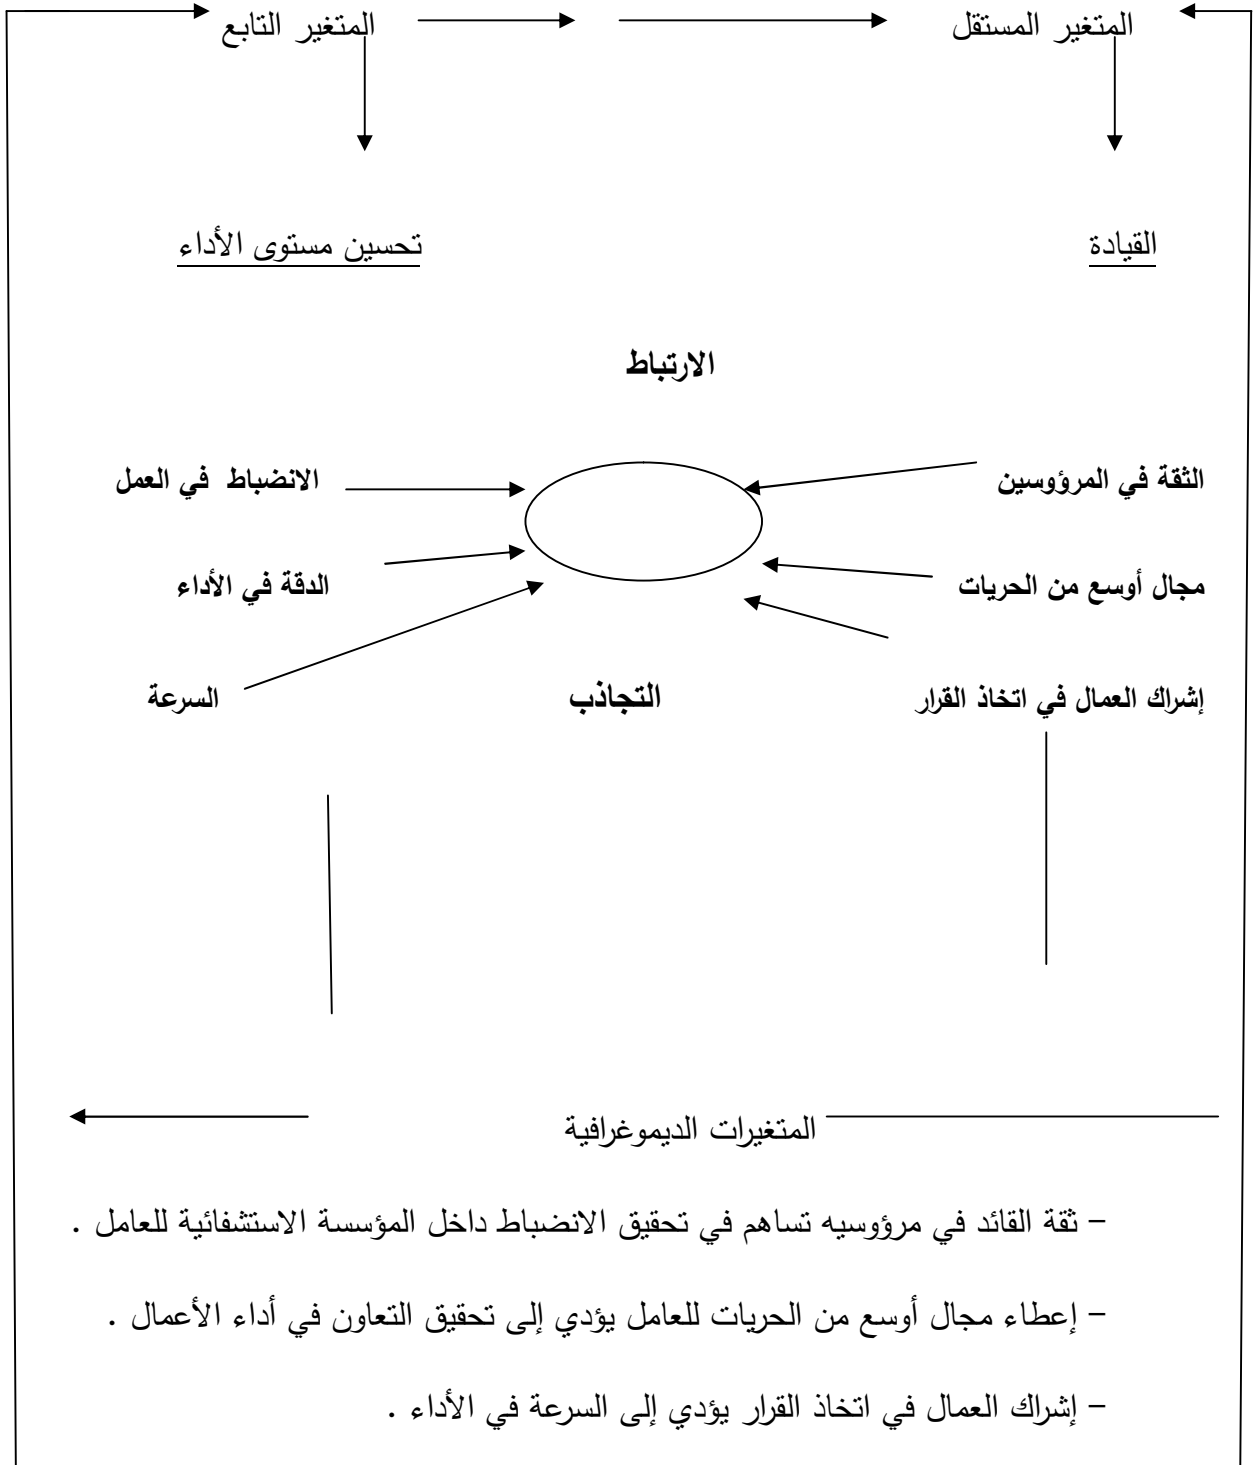 المتغير المستقل المتغير التابع
القيادة تحسين مستوى الأداء
الارتباط
الثقة في المرؤوسين الانضباط في العمل
مجال أوسع من الحريات الدقة في الأداء
إشراك العمال في اتخاذ القرار التجاذب السرعة
المتغيرات الديموغرافية
– ثقة القائد في مرؤوسيه تساهم في تحقيق الانضباط داخل المؤسسة الاستشفائية للعامل .
– إعطاء مجال أوسع من الحريات للعامل يؤدي إلى تحقيق التعاون في أداء الأعمال .
– إشراك العمال في اتخاذ القرار يؤدي إلى السرعة في الأداء .